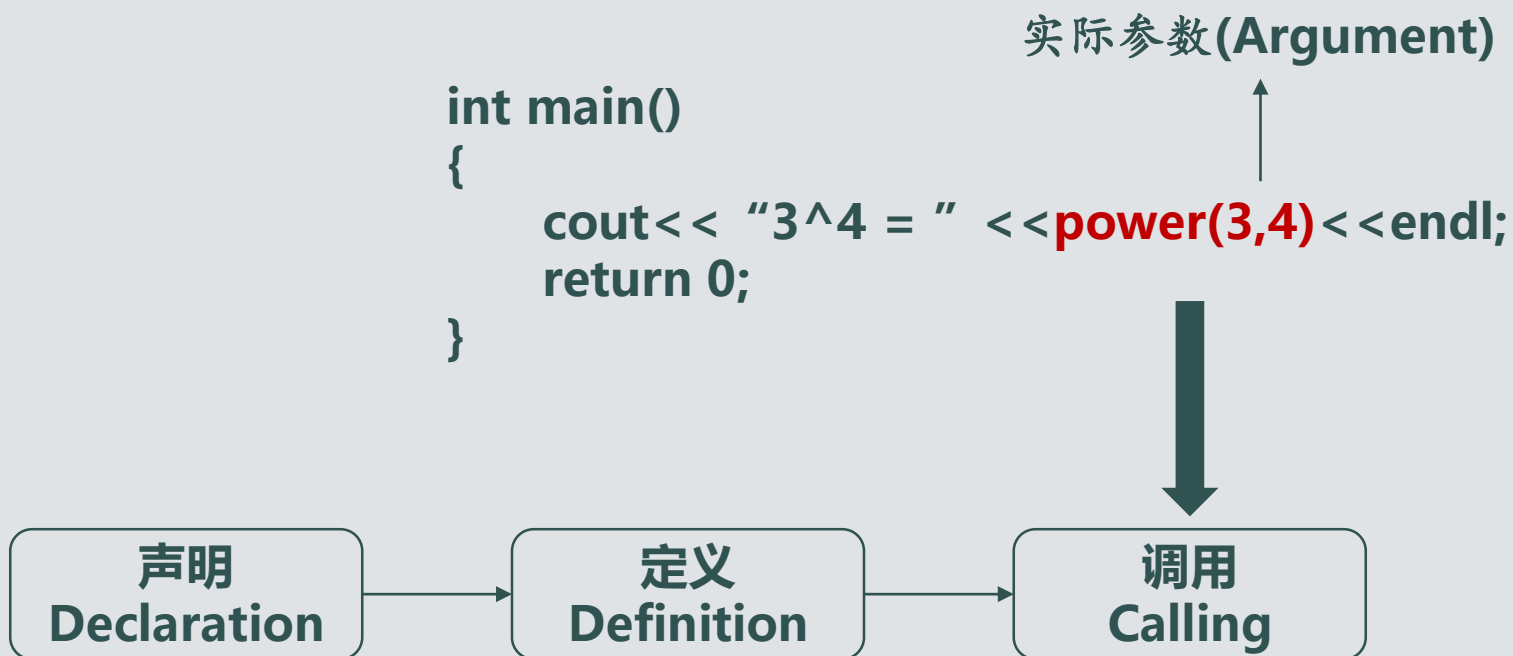 实际参数(Argument)
int main()
{
cout<< “3^4 = ” <<power(3,4)<<endl;
return 0;
}
声明
Declaration
定义
Definition
调用
Calling